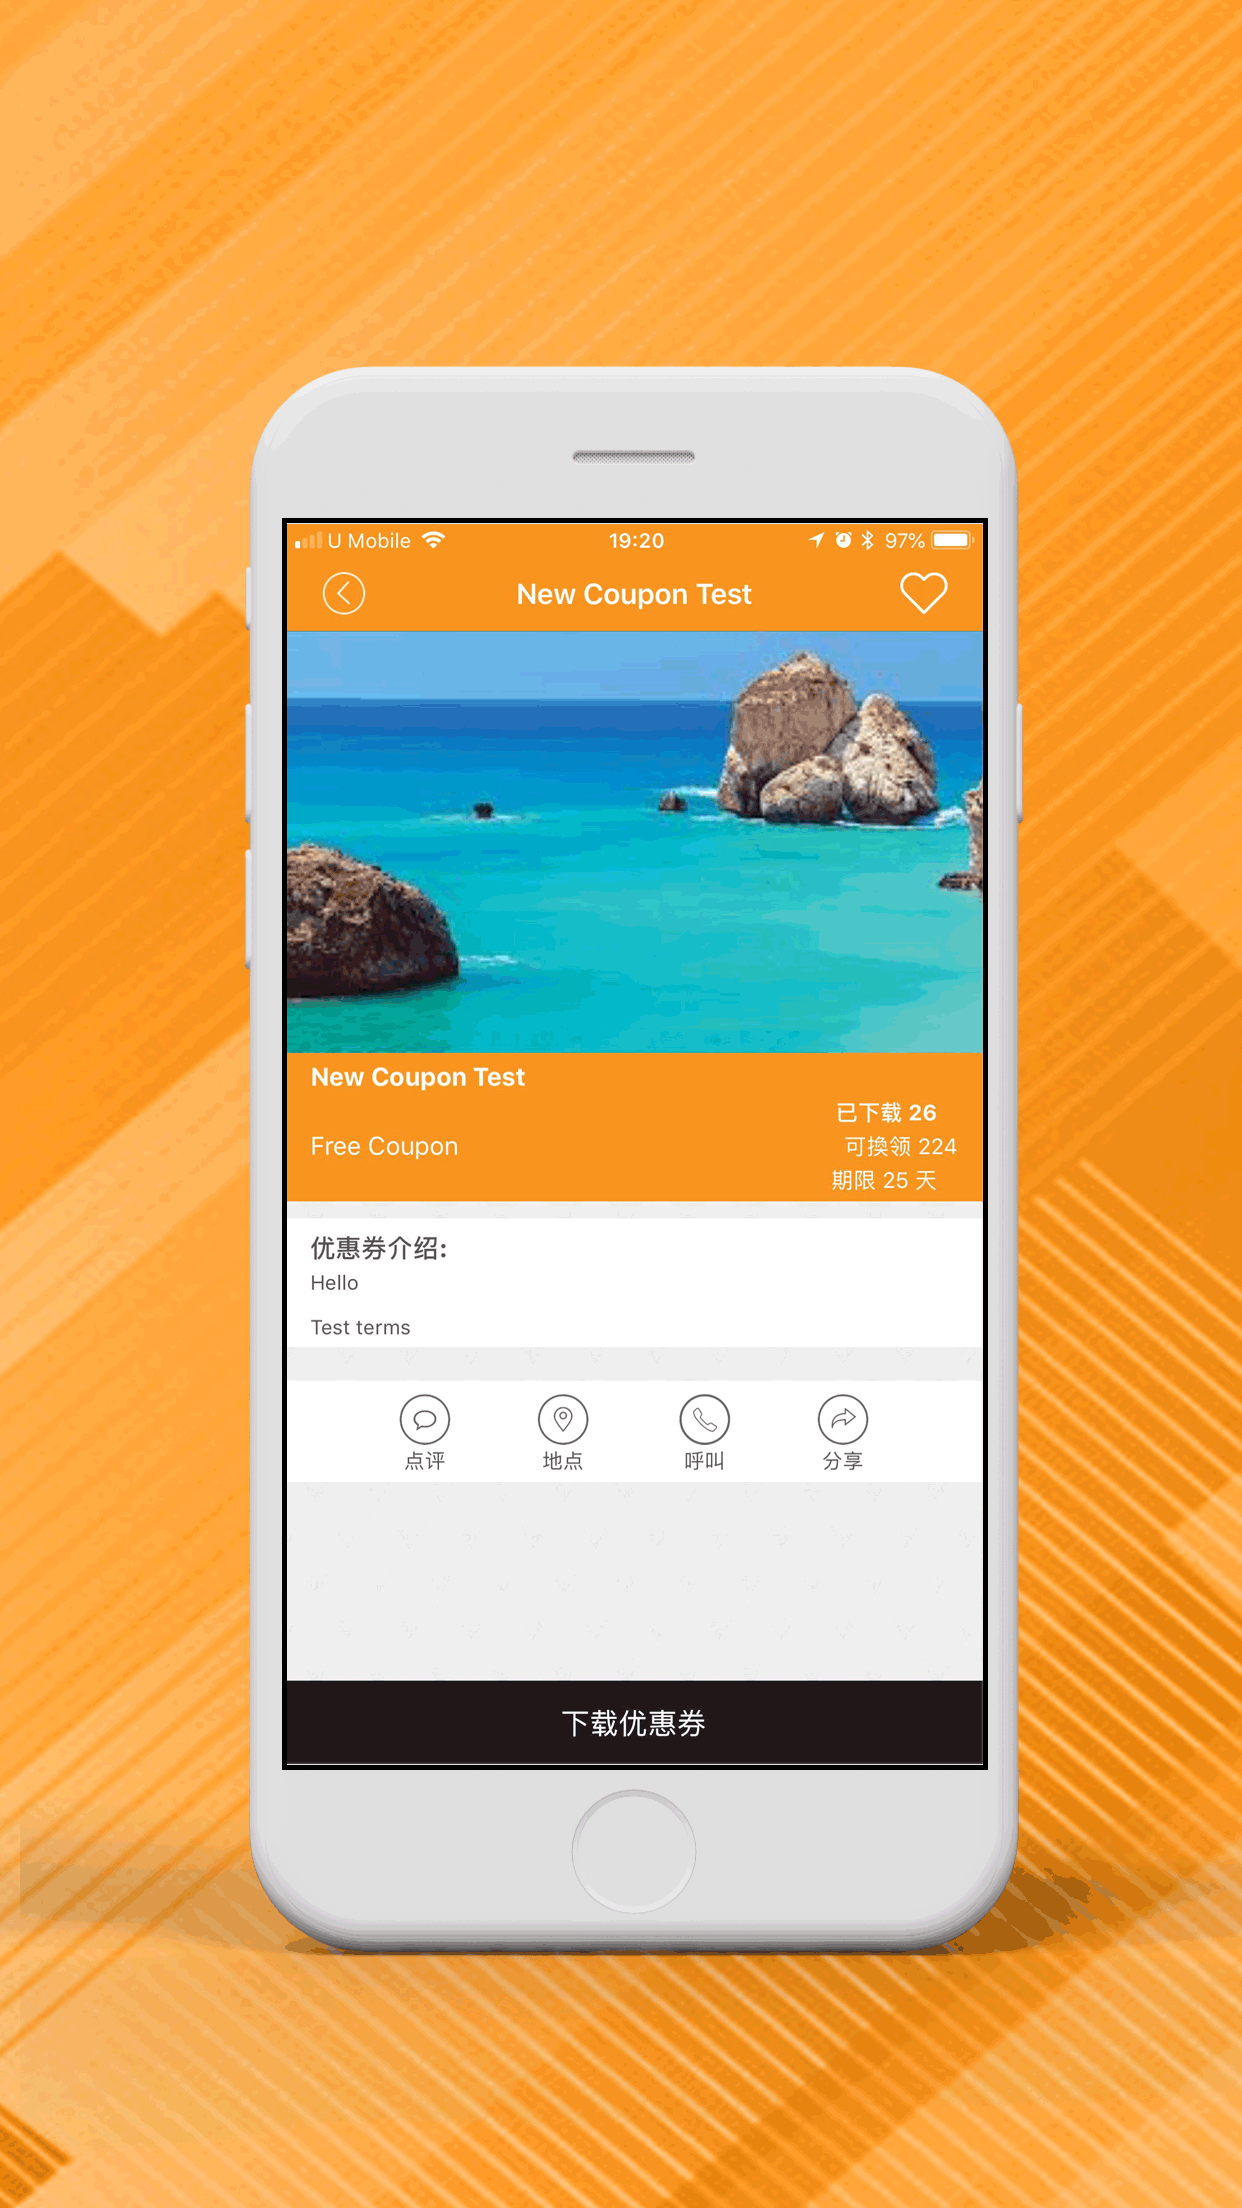 U Mobile 19:20 97%
New Coupon Test
New Coupon Test
已下载 26
Free Coupon
可換领 224
期限 25 天
优惠券介绍:
Hello
Test terms
点评 地点 呼叫 分享
下载优惠券